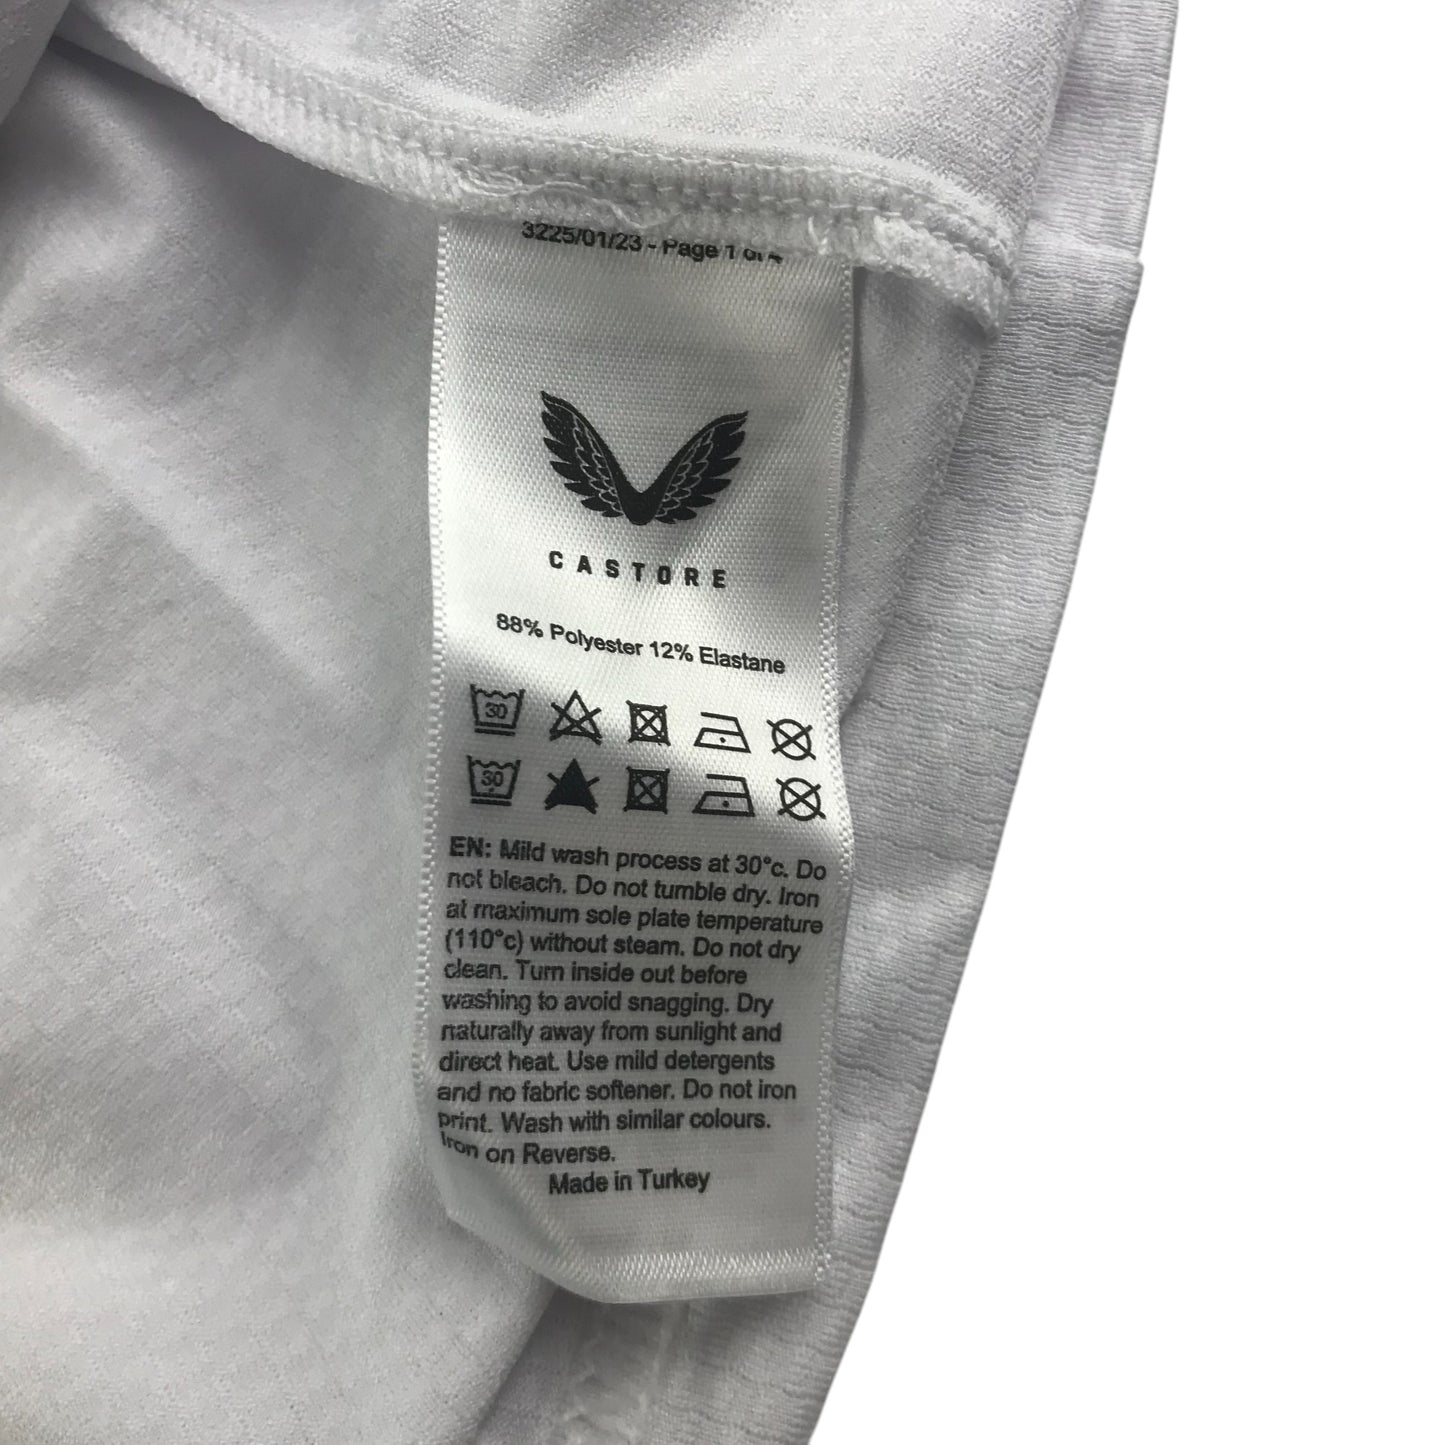 3225/01/23 - Page 1 of 4
CASTORE
88% Polyester 12% Elastane
30
30
EN: Mild wash process at 30°c. Do
not bleach. Do not tumble dry. Iron
at maximum sole plate temperature
(110°c) without steam. Do not dry
clean. Turn inside out before
washing to avoid snagging. Dry
naturally away from sunlight and
direct heat. Use mild detergents
and no fabric softener. Do not iron
print. Wash with similar colours.
Iron on Reverse.
Made in Turkey